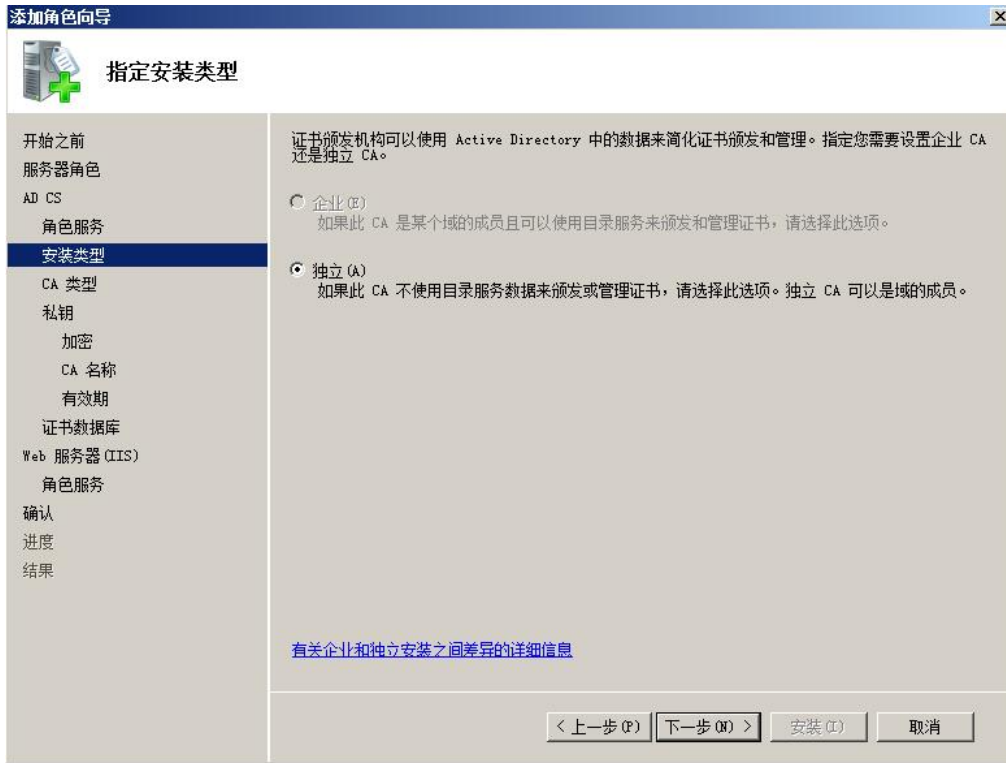 添加角色向导
指定安装类型
开始之前
服务器角色
AD CS
角色服务
安装类型
CA 类型
私钥
加密
CA 名称
有效期
证书数据库
Web 服务器(IIS)
角色服务
确认
进度
结果
证书颁发机构可以使用 Active Directory 中的数据来简化证书颁发和管理。指定您需要设置企业 CA
还是独立 CA。
企业(E)
如果此 CA 是某个域的成员且可以使用目录服务来颁发和管理证书，请选择此选项。
独立(A)
如果此 CA 不使用目录服务数据来颁发或管理证书，请选择此选项。独立 CA 可以是域的成员。
有关企业和独立安装之间差异的详细信息
< 上一步(P)
下一步(N) >
安装(I)
取消